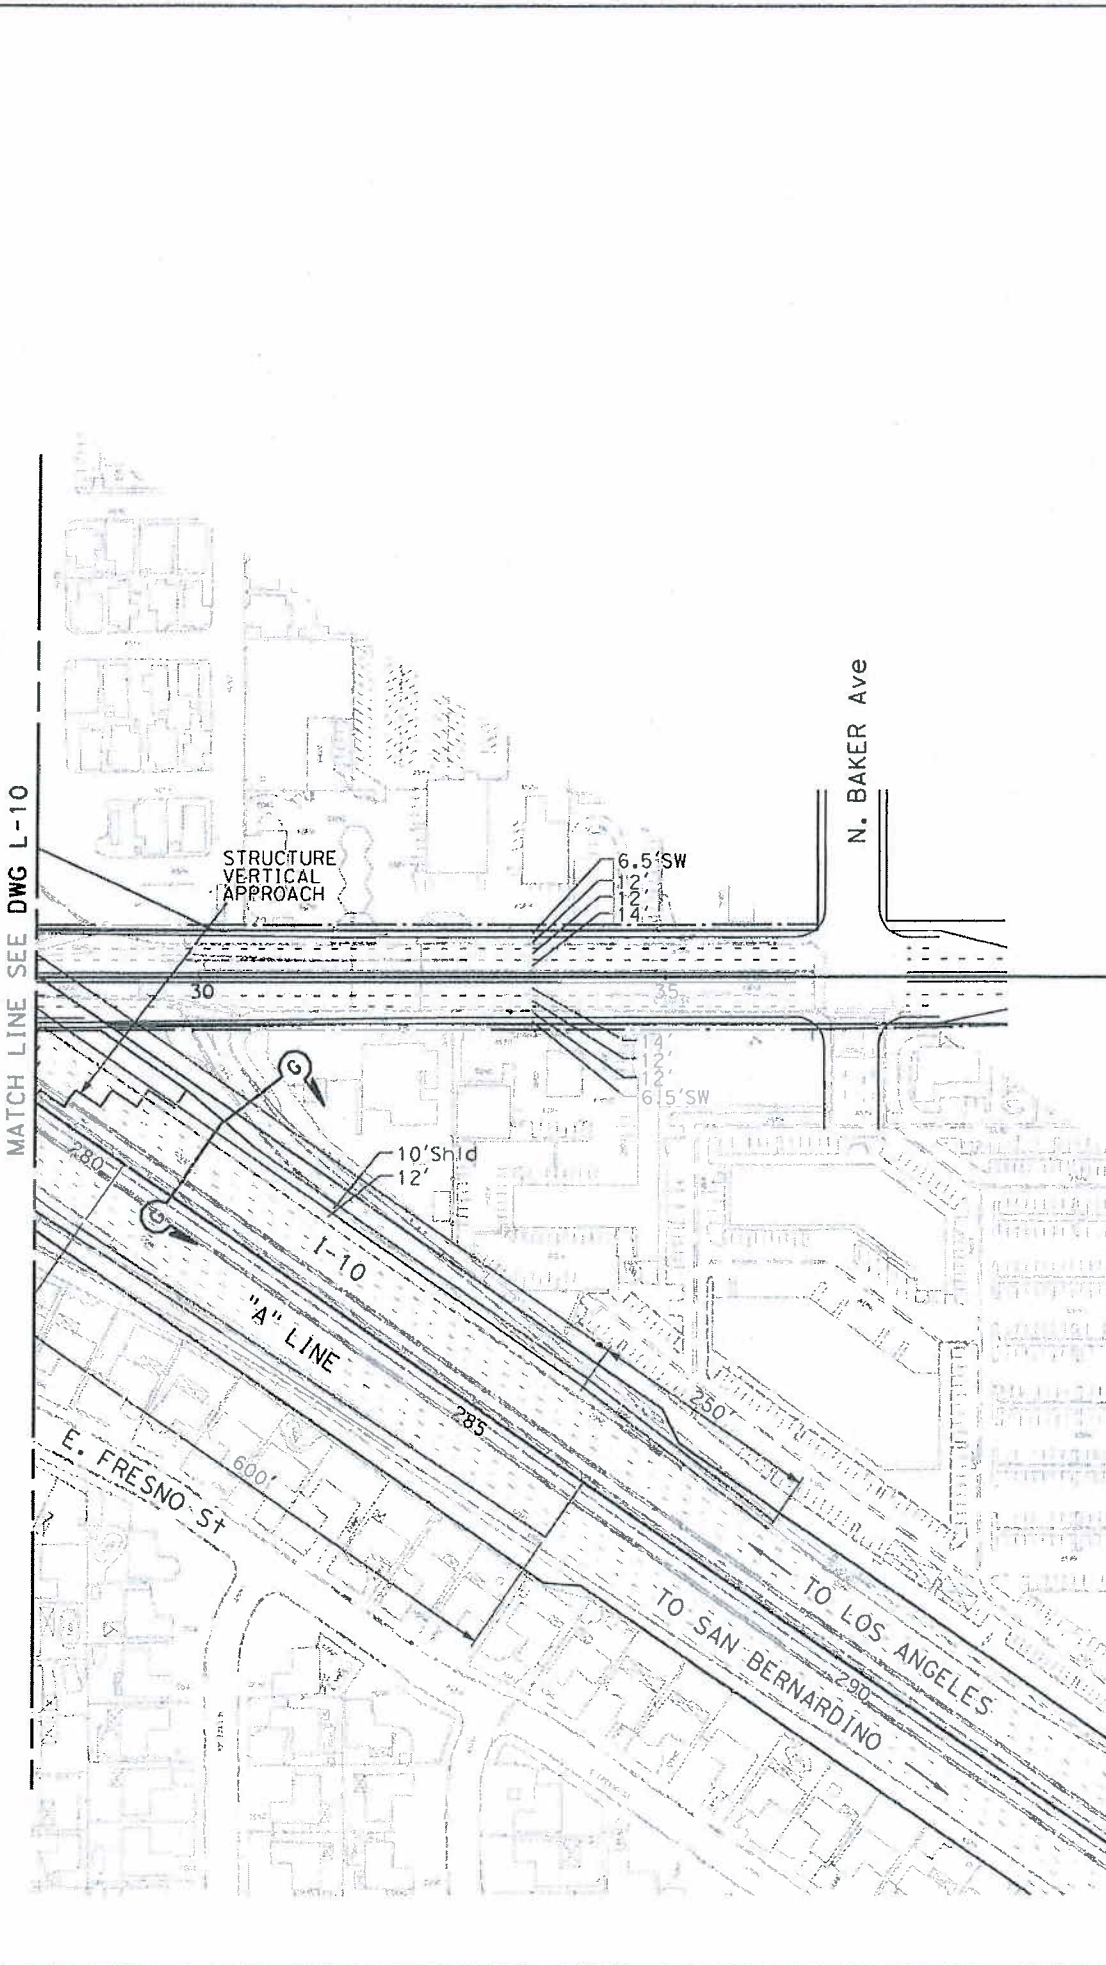 MATCH LINE SEE DWG L-10
N. BAKER Ave
STRUCTURE
VERTICAL
APPROACH
6.5'SW
12'
12'
14'
30
35
14'
12'
12'
6.5'SW
G
10'Shld
12'
280
G
I-10
"A" LINE
285
250'
E. FRESNO St
600'
TO LOS ANGELES
TO SAN BERNARDINO
290